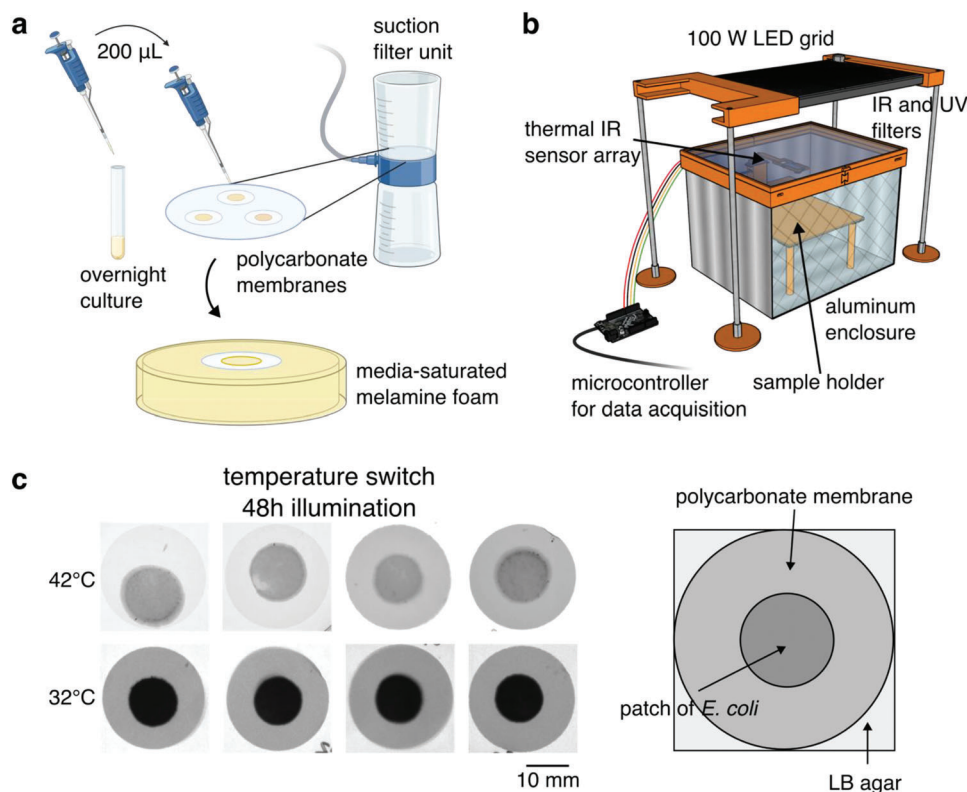 a
200 µL
suction
filter unit
overnight
culture
polycarbonate
membranes
media-saturated
melamine foam
b
100 W LED grid
thermal IR
sensor array
IR and UV
filters
aluminum
enclosure
microcontroller
for data acquisition
sample holder
c
temperature switch
48h illumination
42°C
32°C
10 mm
polycarbonate membrane
patch of E. coli
LB agar